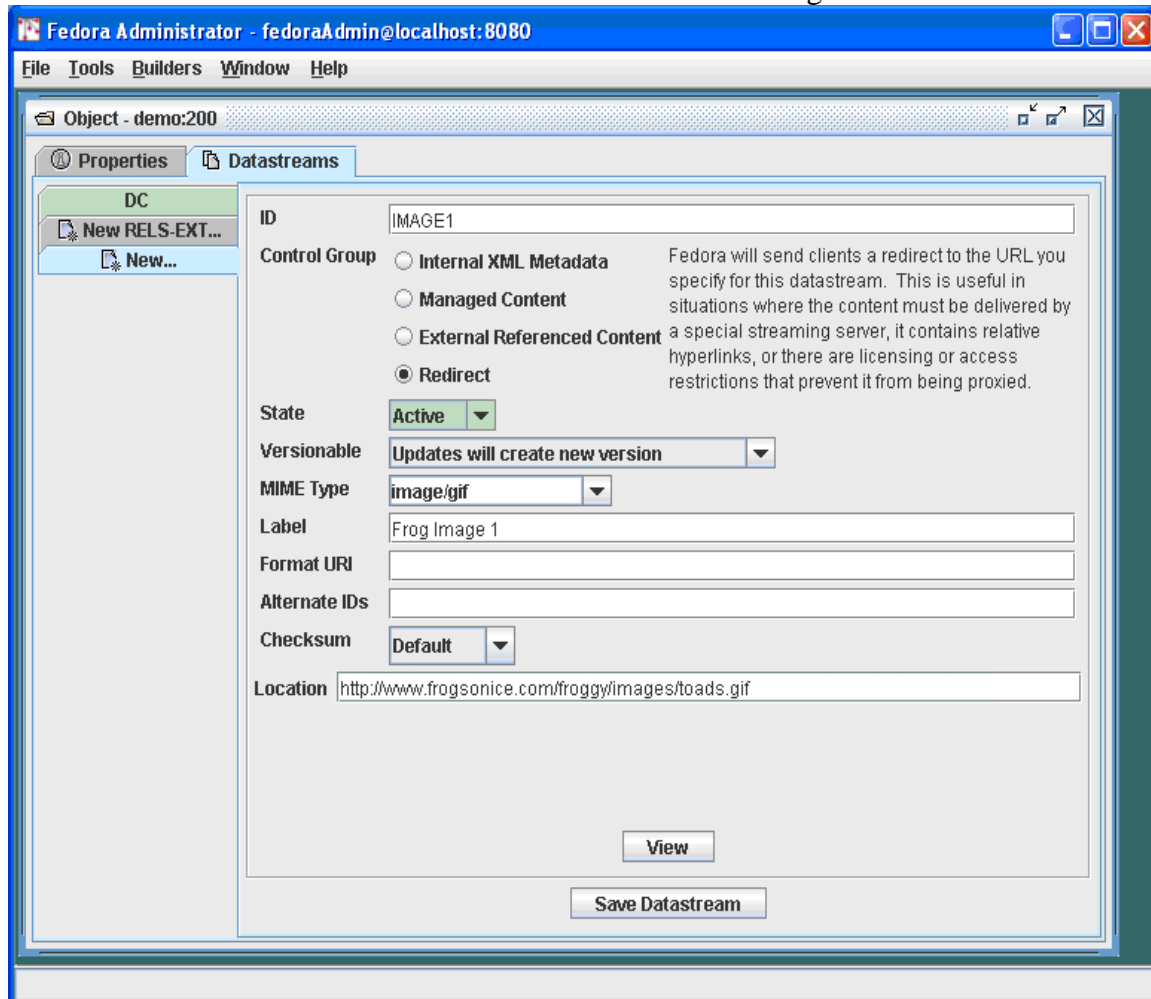 Fedora Administrator - fedoraAdmin@localhost:8080
File Tools Builders Window Help
Object - demo:200
Properties Datastreams
DC
New RELS-EXT...
New...
ID IMAGE1
Control Group
Internal XML Metadata
Managed Content
External Referenced Content
Redirect
Fedora will send clients a redirect to the URL you
specify for this datastream. This is useful in
situations where the content must be delivered by
a special streaming server, it contains relative
hyperlinks, or there are licensing or access
restrictions that prevent it from being proxied.
State Active
Versionable Updates will create new version
MIME Type image/gif
Label Frog Image 1
Format URI
Alternate IDs
Checksum Default
Location http://www.frogsonice.com/froggy/images/toads.gif
View
Save Datastream